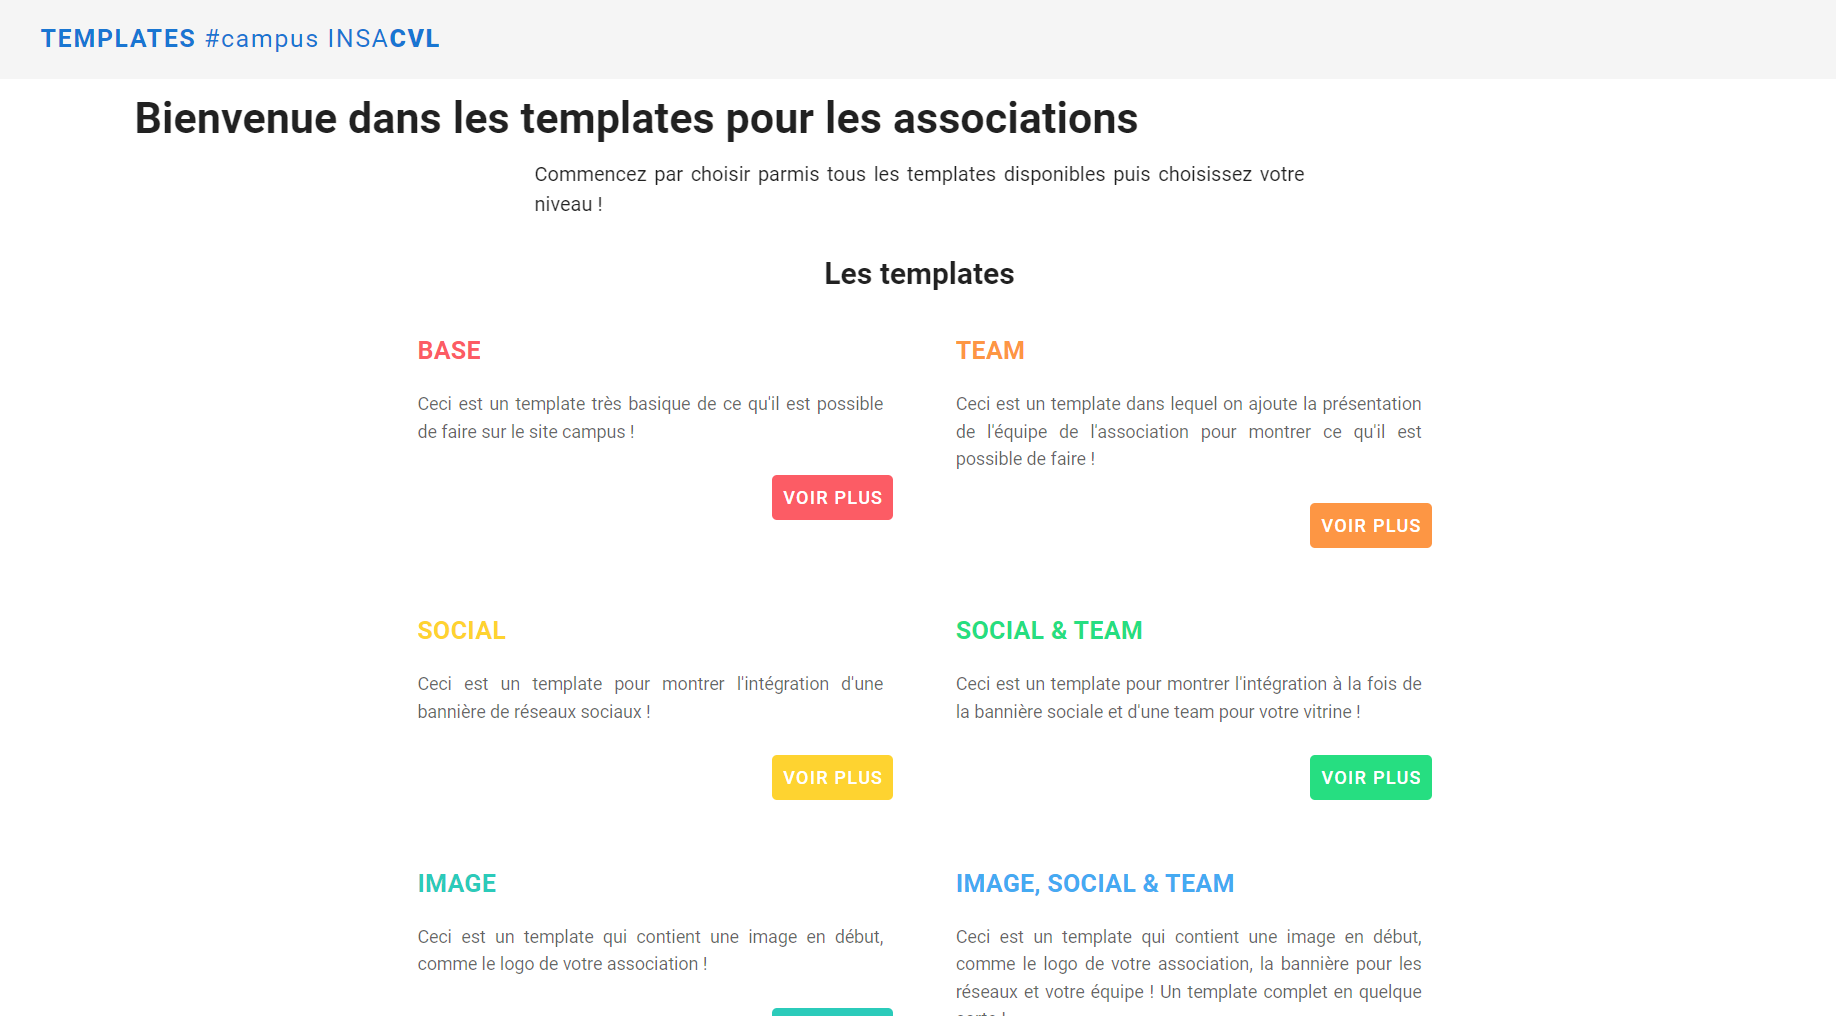 TEMPLATES #campus INSACVL
Bienvenue dans les templates pour les associations
Commencez par choisir parmis tous les templates disponibles puis choisissez votre
niveau !
Les templates
BASE
Ceci est un template très basique de ce qu'il est possible
de faire sur le site campus !
VOIR PLUS
TEAM
Ceci est un template dans lequel on ajoute la présentation
de l'équipe de l'association pour montrer ce qu'il est
possible de faire !
VOIR PLUS
SOCIAL
Ceci est un template pour montrer l'intégration d'une
bannière de réseaux sociaux !
VOIR PLUS
SOCIAL & TEAM
Ceci est un template pour montrer l'intégration à la fois de
la bannière sociale et d'une team pour votre vitrine !
VOIR PLUS
IMAGE
Ceci est un template qui contient une image en début,
comme le logo de votre association !
IMAGE, SOCIAL & TEAM
Ceci est un template qui contient une image en début,
comme le logo de votre association, la bannière pour les
réseaux et votre équipe ! Un template complet en quelque